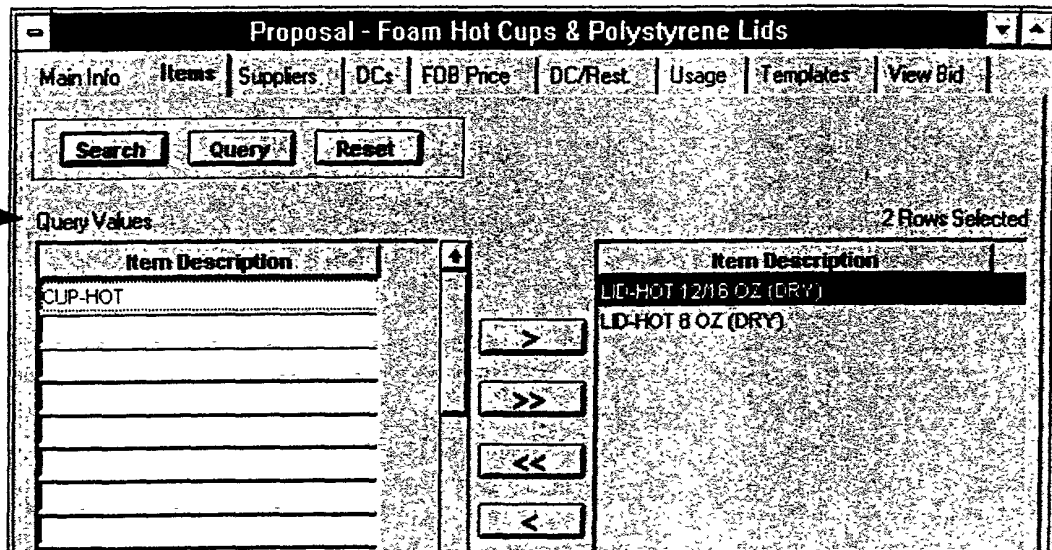 Proposal - Foam Hot Cups & Polystyrene Lids
Main Info Items Suppliers DCs FOB Price DC/Rest. Usage Templates View Bid
Search Query Reset
Query Values 2 Rows Selected
Item Description Item Description
CUP-HOT LID-HOT 12/16 OZ (DRY)
LID-HOT 8 OZ (DRY)
>
>>
<<
<